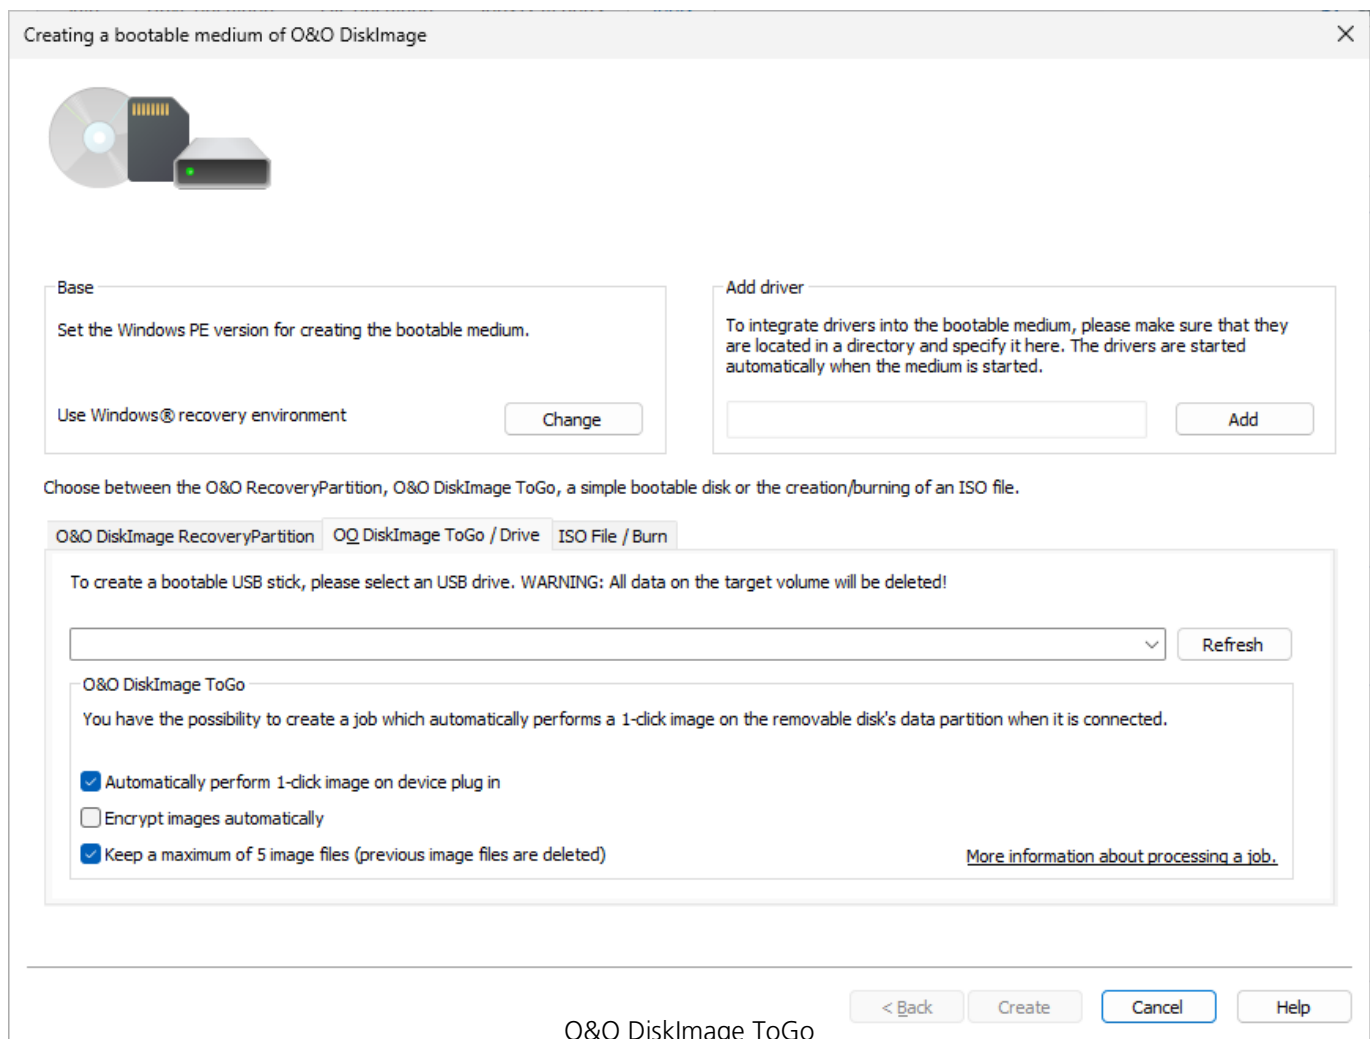 Creating a bootable medium of O&O DiskImage
Base
Set the Windows PE version for creating the bootable medium.
Use Windows® recovery environment
Change
Add driver
To integrate drivers into the bootable medium, please make sure that they
are located in a directory and specify it here. The drivers are started
automatically when the medium is started.
Add
Choose between the O&O RecoveryPartition, O&O DiskImage ToGo, a simple bootable disk or the creation/burning of an ISO file.
O&O DiskImage RecoveryPartition
OO DiskImage ToGo / Drive
ISO File / Burn
To create a bootable USB stick, please select an USB drive. WARNING: All data on the target volume will be deleted!
Refresh
O&O DiskImage ToGo
You have the possibility to create a job which automatically performs a 1-click image on the removable disk's data partition when it is connected.
Automatically perform 1-click image on device plug in
Encrypt images automatically
Keep a maximum of 5 image files (previous image files are deleted)
More information about processing a job.
< Back
Create
Cancel
Help
O&O DiskImage ToGo